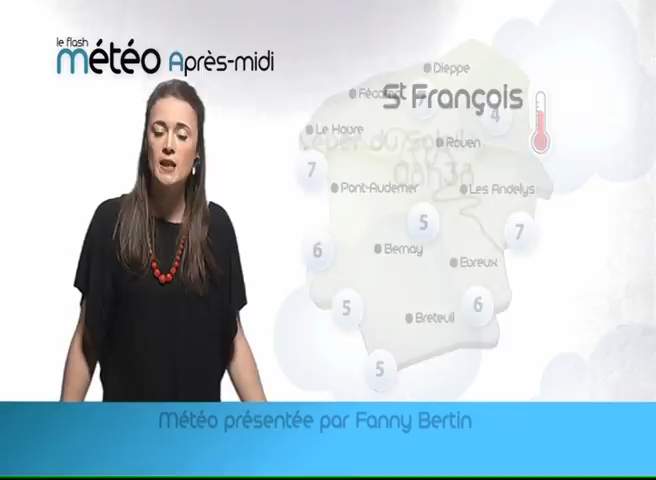 le flash
météo Après-midi
Dieppe
St François
4
Le Havre
Rouen
Lever du Soleil
08h38
7
Pont-Audemer
Les Andelys
5
7
6
Bernay
Evreux
5
6
Breteuil
5
Météo présentée par Fanny Bertin